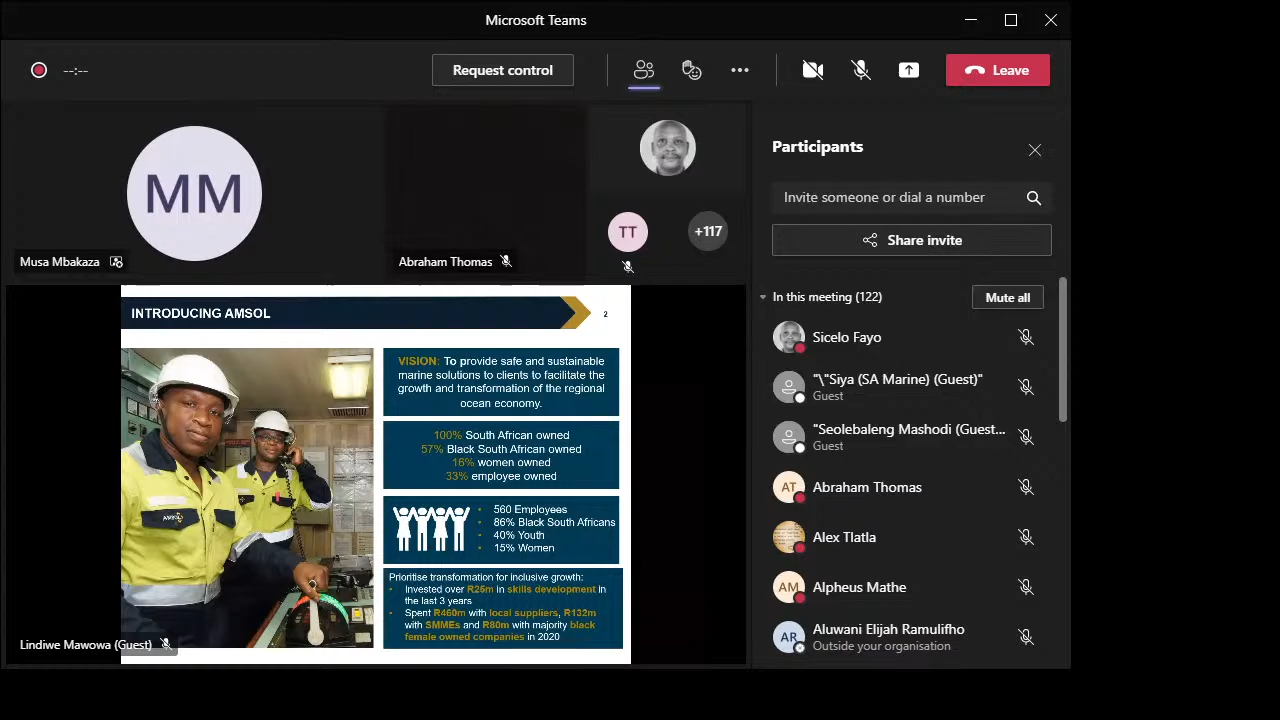 Microsoft Teams
--:--
Request control
Leave
MM
Musa Mbakaza
Abraham Thomas
TT
+117
INTRODUCING AMSOL
2
VISION: To provide safe and sustainable
marine solutions to clients to facilitate the
growth and transformation of the regional
ocean economy.
100% South African owned
57% Black South African owned
16% women owned
33% employee owned
• 560 Employees
• 86% Black South Africans
• 40% Youth
• 15% Women
Prioritise transformation for inclusive growth:
• Invested over R25m in skills development in
the last 3 years
• Spent R460m with local suppliers, R132m
with SMMEs and R80m with majority black
female owned companies in 2020
AMSOL
Lindiwe Mawowa (Guest)
Participants
Invite someone or dial a number
Share invite
In this meeting (122)
Mute all
Sicelo Fayo
"\"Siya (SA Marine) (Guest)"
Guest
"Seolebaleng Mashodi (Guest...
Guest
AT
Abraham Thomas
Alex Tlatla
AM
Alpheus Mathe
AR
Aluwani Elijah Ramulifho
Outside your organisation